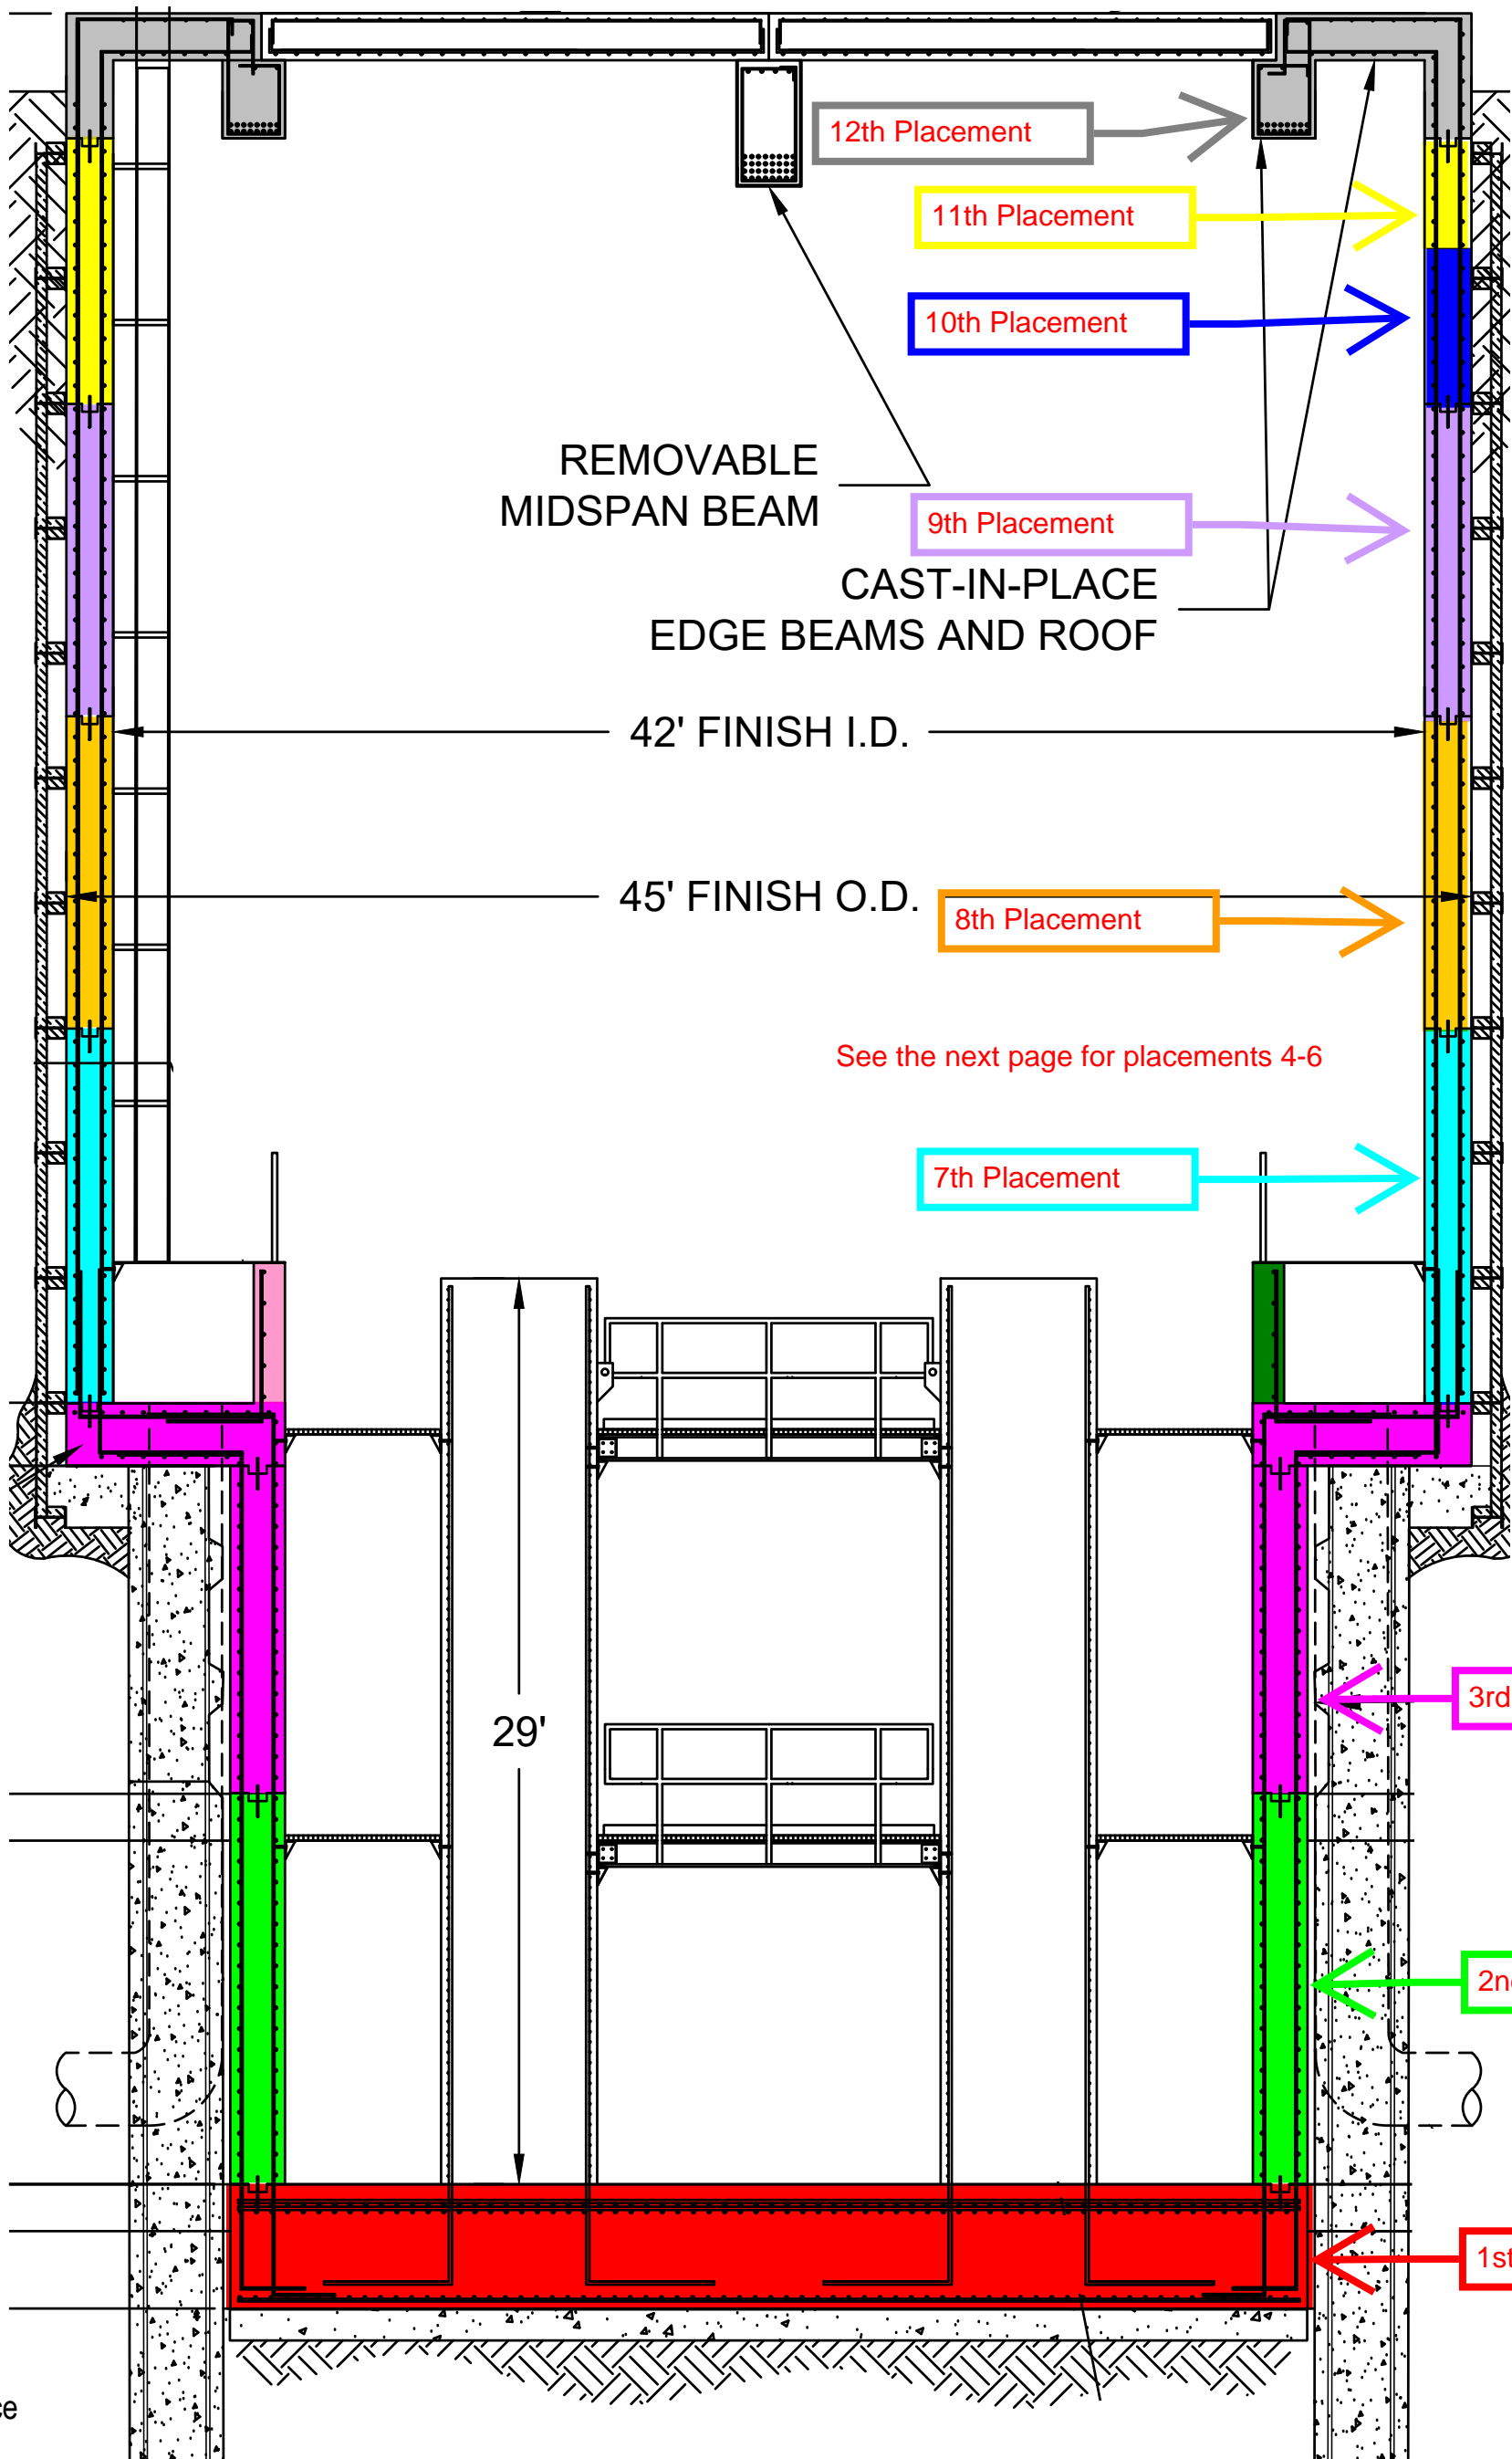 12th Placement
11th Placement
10th Placement
REMOVABLE
MIDSPAN BEAM
9th Placement
CAST-IN-PLACE
EDGE BEAMS AND ROOF
42' FINISH I.D.
45' FINISH O.D.
8th Placement
See the next page for placements 4-6
7th Placement
3rd
29'
2n
1st
ce